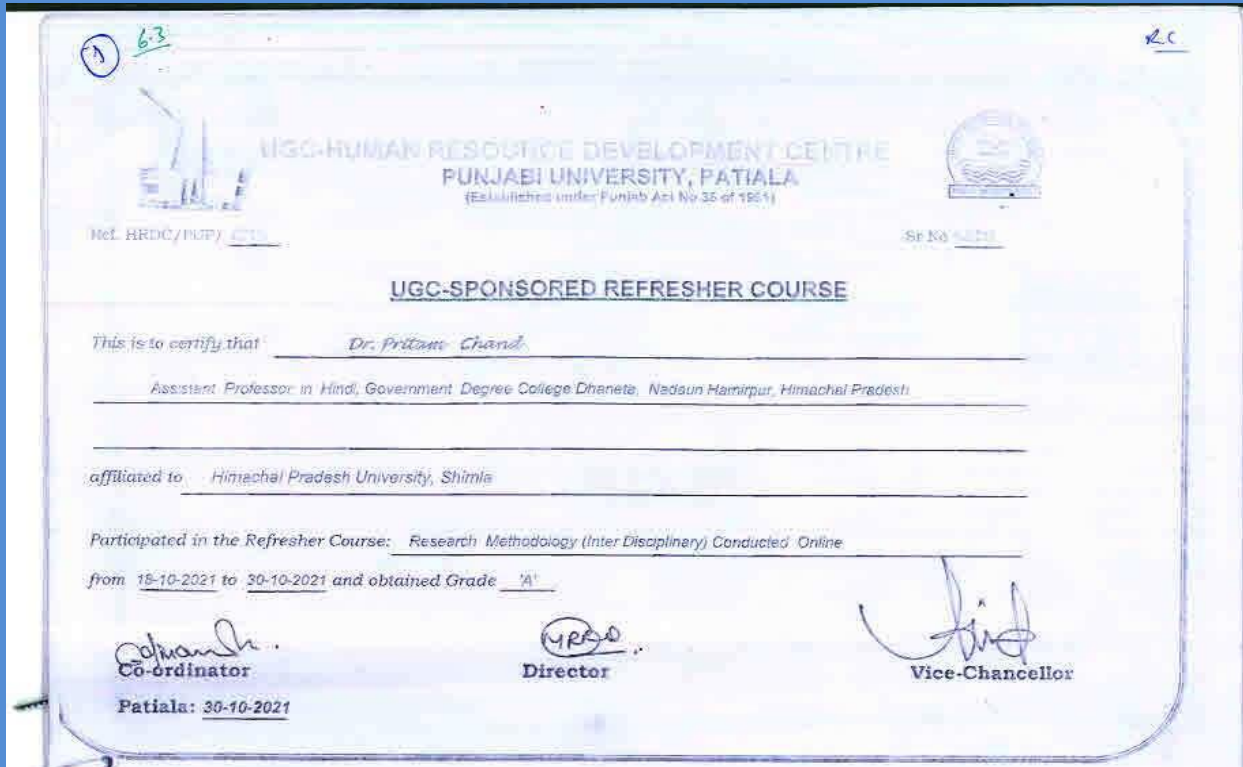 1 6.3
RC
UGC-HUMAN RESOURCE DEVELOPMENT CENTRE
PUNJABI UNIVERSITY, PATIALA
(Established under Punjab Act No 35 of 1961)
Ref. HRDC/PUP/
Sr No
UGC-SPONSORED REFRESHER COURSE
This is to certify that Dr. Pritam Chand
Assistant Professor in Hindi, Government Degree College Dhaneta, Nadaun Hamirpur, Himachal Pradesh
affiliated to Himachal Pradesh University, Shimla
Participated in the Refresher Course: Research Methodology (Inter Disciplinary) Conducted Online
from 18-10-2021 to 30-10-2021 and obtained Grade 'A'
Co-ordinator Director Vice-Chancellor
Patiala: 30-10-2021